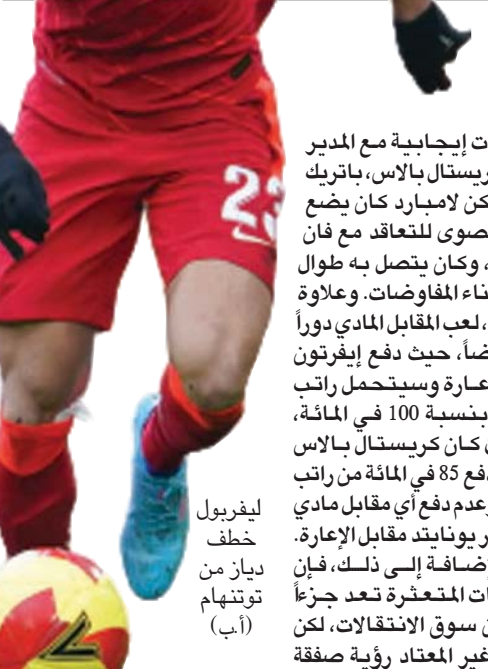 ت إيجابية مع المدير
ريستال بالاس، باتريك
كن لامبارد كان يضع
صوى للتعاقد مع فان
، وكان يتصل به طوال
ناء المفاوضات. وعلاوة
، لعب المقابل المادي دوراً
ضاً، حيث دفع إيفرتون
عارة وسيتحمل راتب
بنسبة 100 في المائة،
كان كريستال بالاس
دفع 85 في المائة من راتب
وعدم دفع أي مقابل مادي
ر يونايتد مقابل الإعارة.
إضافة إلى ذلك، فإن
ات المتعثرة تعد جزءاً
ن سوق الانتقالات، لكن
غير المعتاد رؤية صفقة
23
ليفربول
خطف
دياز من
توتنهام
(أ.ب)